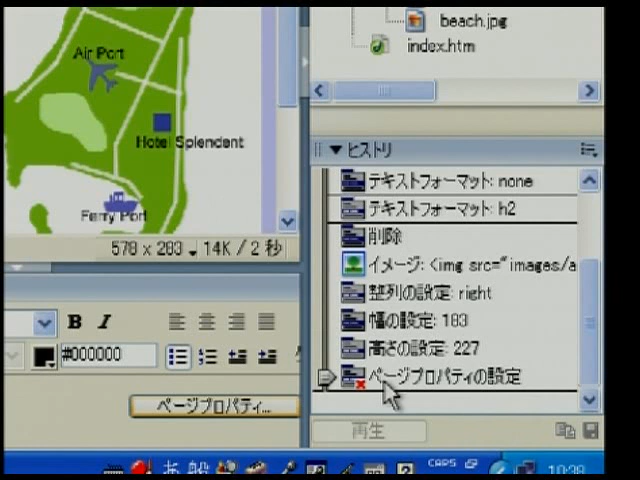 beach.jpg
index.htm
Air Port
Hotel Splendent
Ferry Port
578 x 283 14K / 2 秒
ヒストリ
テキストフォーマット: none
テキストフォーマット: h2
削除
イメージ: <img src="images/a
整列の設定: right
幅の設定: 183
高さの設定: 227
ページプロパティの設定
再生
B I
#000000
ページプロパティ...
あ 般
CAPS
10:38